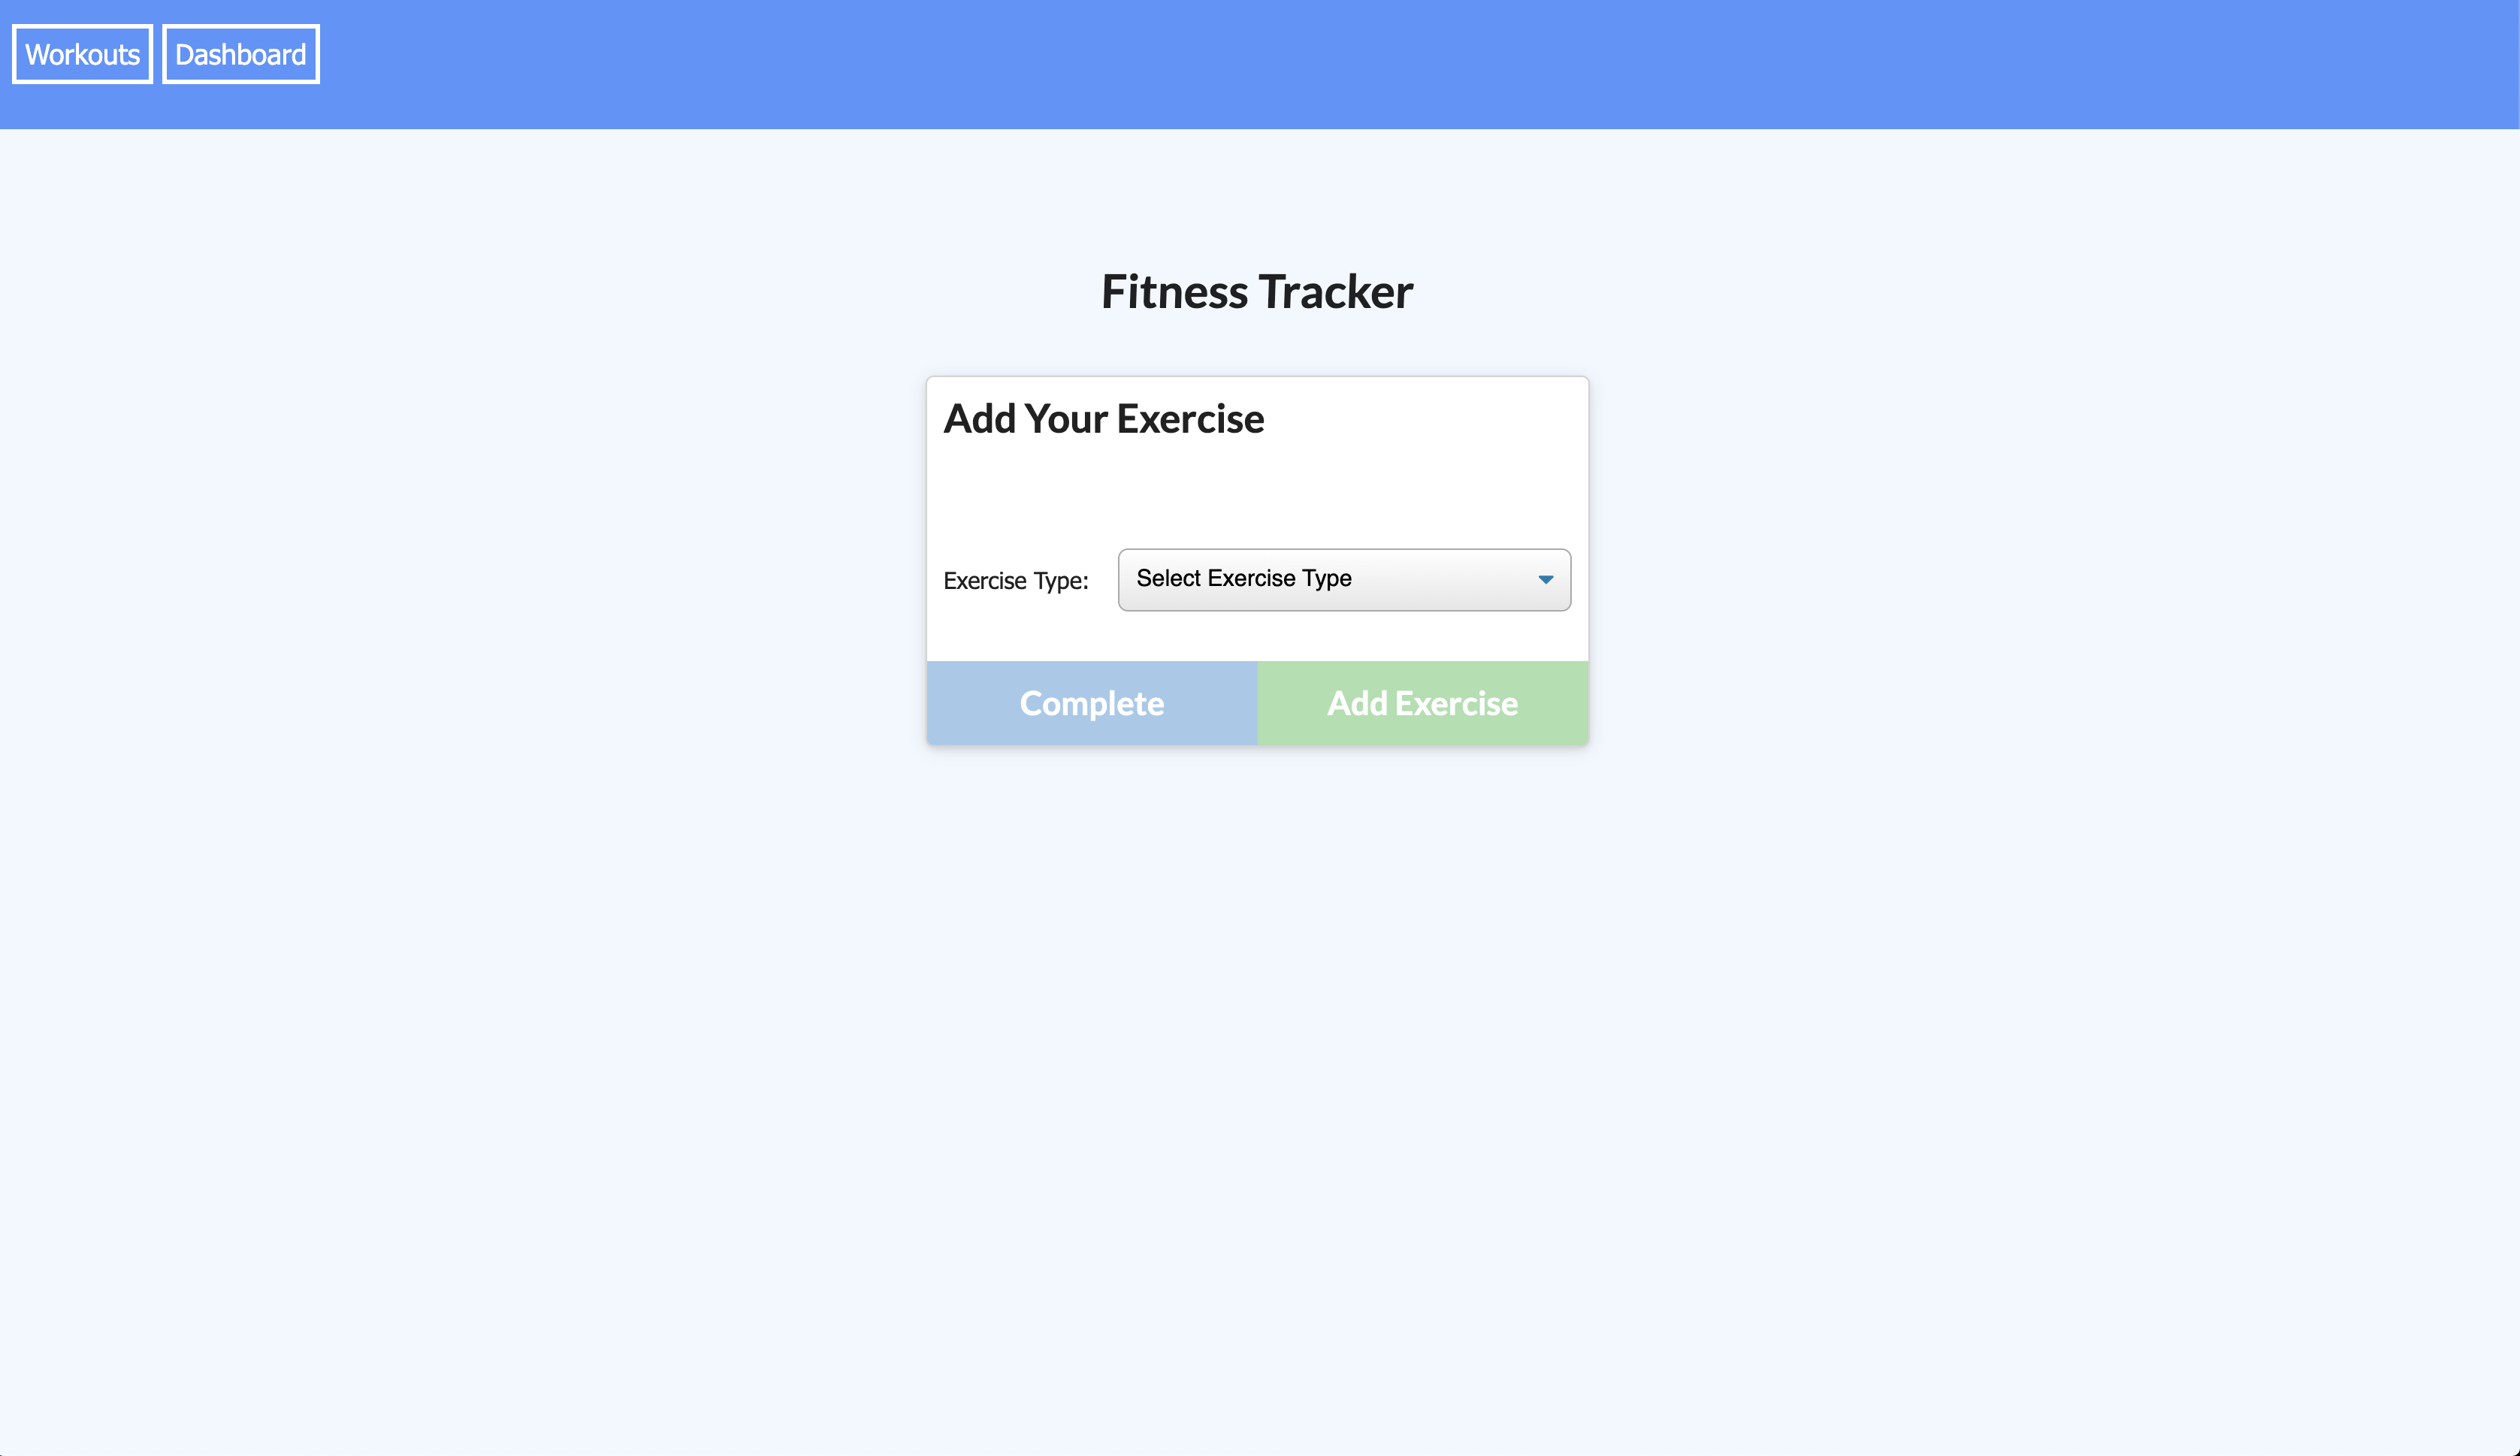 Workouts Dashboard
Fitness Tracker
Add Your Exercise
Exercise Type: Select Exercise Type
Complete Add Exercise